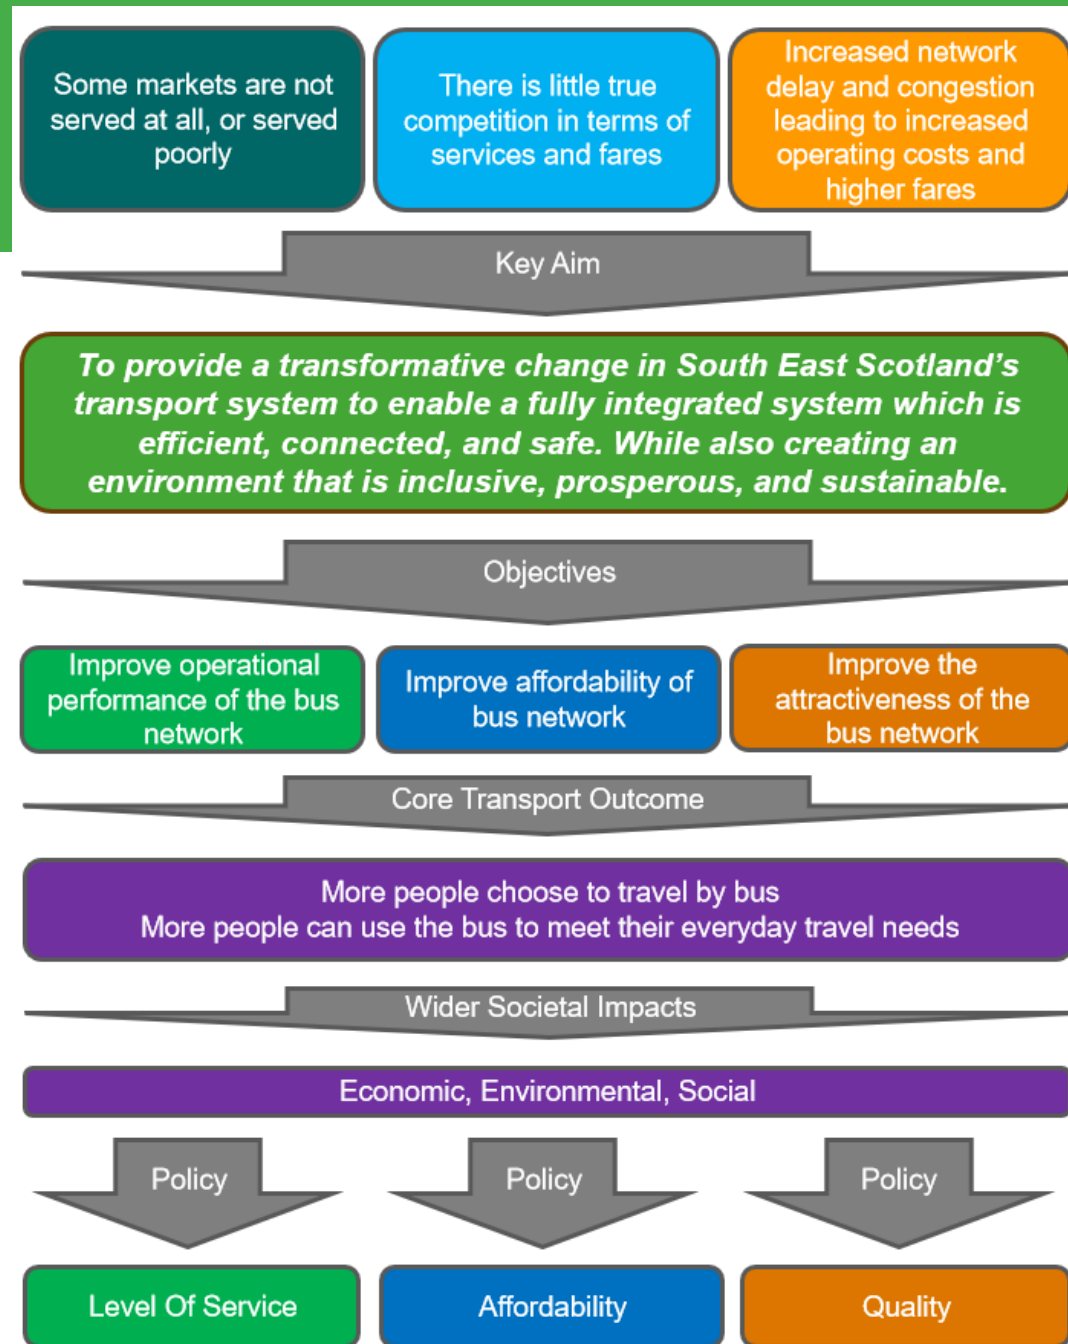 Some markets are not
served at all, or served
poorly
There is little true
competition in terms of
services and fares
Increased network
delay and congestion
leading to increased
operating costs and
higher fares
Key Aim
To provide a transformative change in South East Scotland’s
transport system to enable a fully integrated system which is
efficient, connected, and safe. While also creating an
environment that is inclusive, prosperous, and sustainable.
Objectives
Improve operational
performance of the bus
network
Improve affordability of
bus network
Improve the
attractiveness of the
bus network
Core Transport Outcome
More people choose to travel by bus
More people can use the bus to meet their everyday travel needs
Wider Societal Impacts
Economic, Environmental, Social
Policy
Policy
Policy
Level Of Service
Affordability
Quality